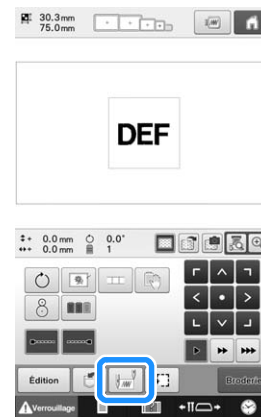 30.3mm
75.0mm
DEF
0.0mm 0.0°
0.0mm 1
Édition Broderie
Verrouillage